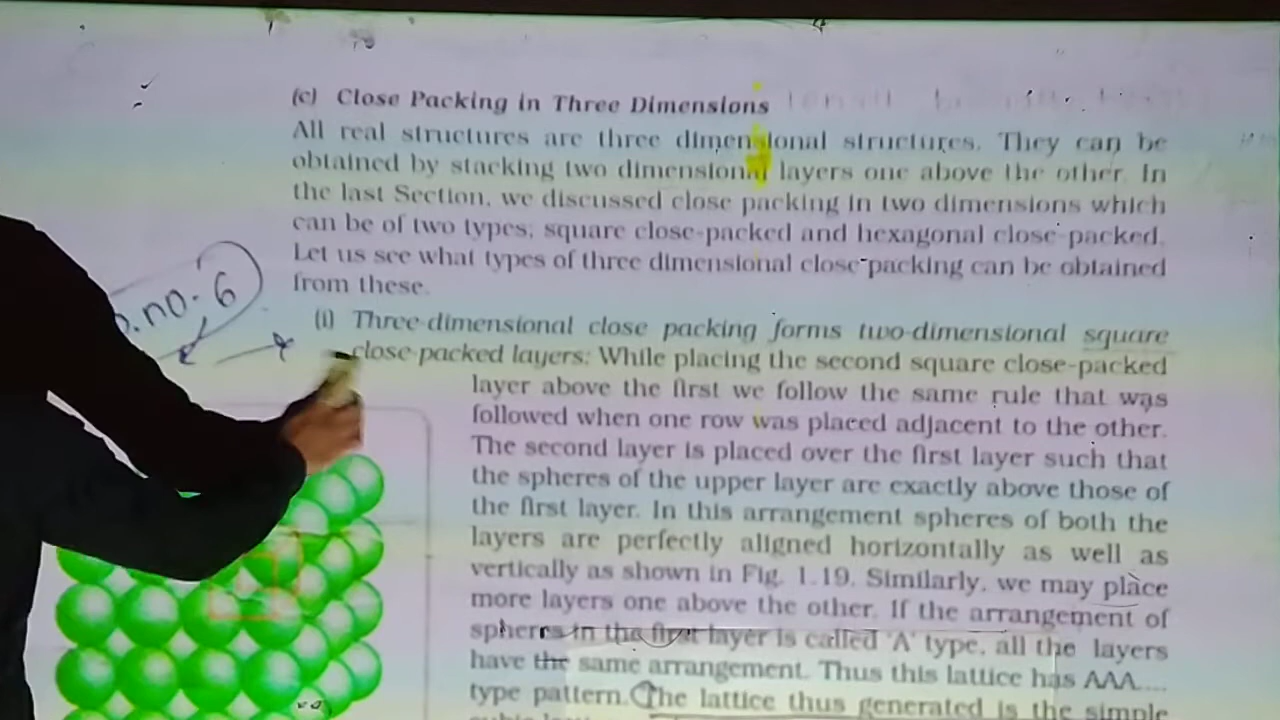 (c) Close Packing in Three Dimensions
All real structures are three dimensional structures. They can be
obtained by stacking two dimensional layers one above the other. In
the last Section, we discussed close packing in two dimensions which
can be of two types; square close-packed and hexagonal close-packed.
Let us see what types of three dimensional close packing can be obtained
from these.
.no. 6
(i) Three-dimensional close packing forms two-dimensional square
close packed layers: While placing the second square close-packed
layer above the first we follow the same rule that was
followed when one row was placed adjacent to the other.
The second layer is placed over the first layer such that
the spheres of the upper layer are exactly above those of
the first layer. In this arrangement spheres of both the
layers are perfectly aligned horizontally as well as
vertically as shown in Fig. 1.19. Similarly, we may place
more layers one above the other. If the arrangement of
spheres in the first layer is called 'A' type, all the layers
have the same arrangement. Thus this lattice has AAA....
type pattern. The lattice thus generated is the simple